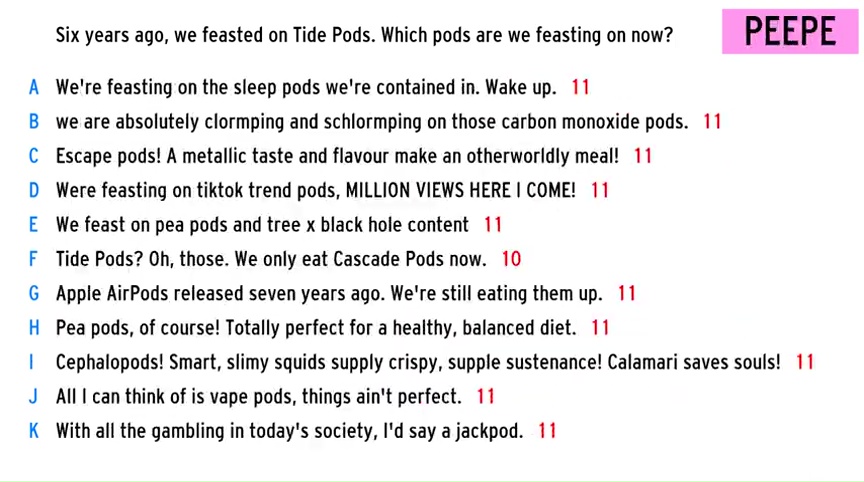 Six years ago, we feasted on Tide Pods. Which pods are we feasting on now?
PEEPE
A We're feasting on the sleep pods we're contained in. Wake up. 11
B we are absolutely clormping and schlormping on those carbon monoxide pods. 11
C Escape pods! A metallic taste and flavour make an otherworldly meal! 11
D Were feasting on tiktok trend pods, MILLION VIEWS HERE I COME! 11
E We feast on pea pods and tree x black hole content 11
F Tide Pods? Oh, those. We only eat Cascade Pods now. 10
G Apple AirPods released seven years ago. We're still eating them up. 11
H Pea pods, of course! Totally perfect for a healthy, balanced diet. 11
I Cephalopods! Smart, slimy squids supply crispy, supple sustenance! Calamari saves souls! 11
J All I can think of is vape pods, things ain't perfect. 11
K With all the gambling in today's society, I'd say a jackpod. 11